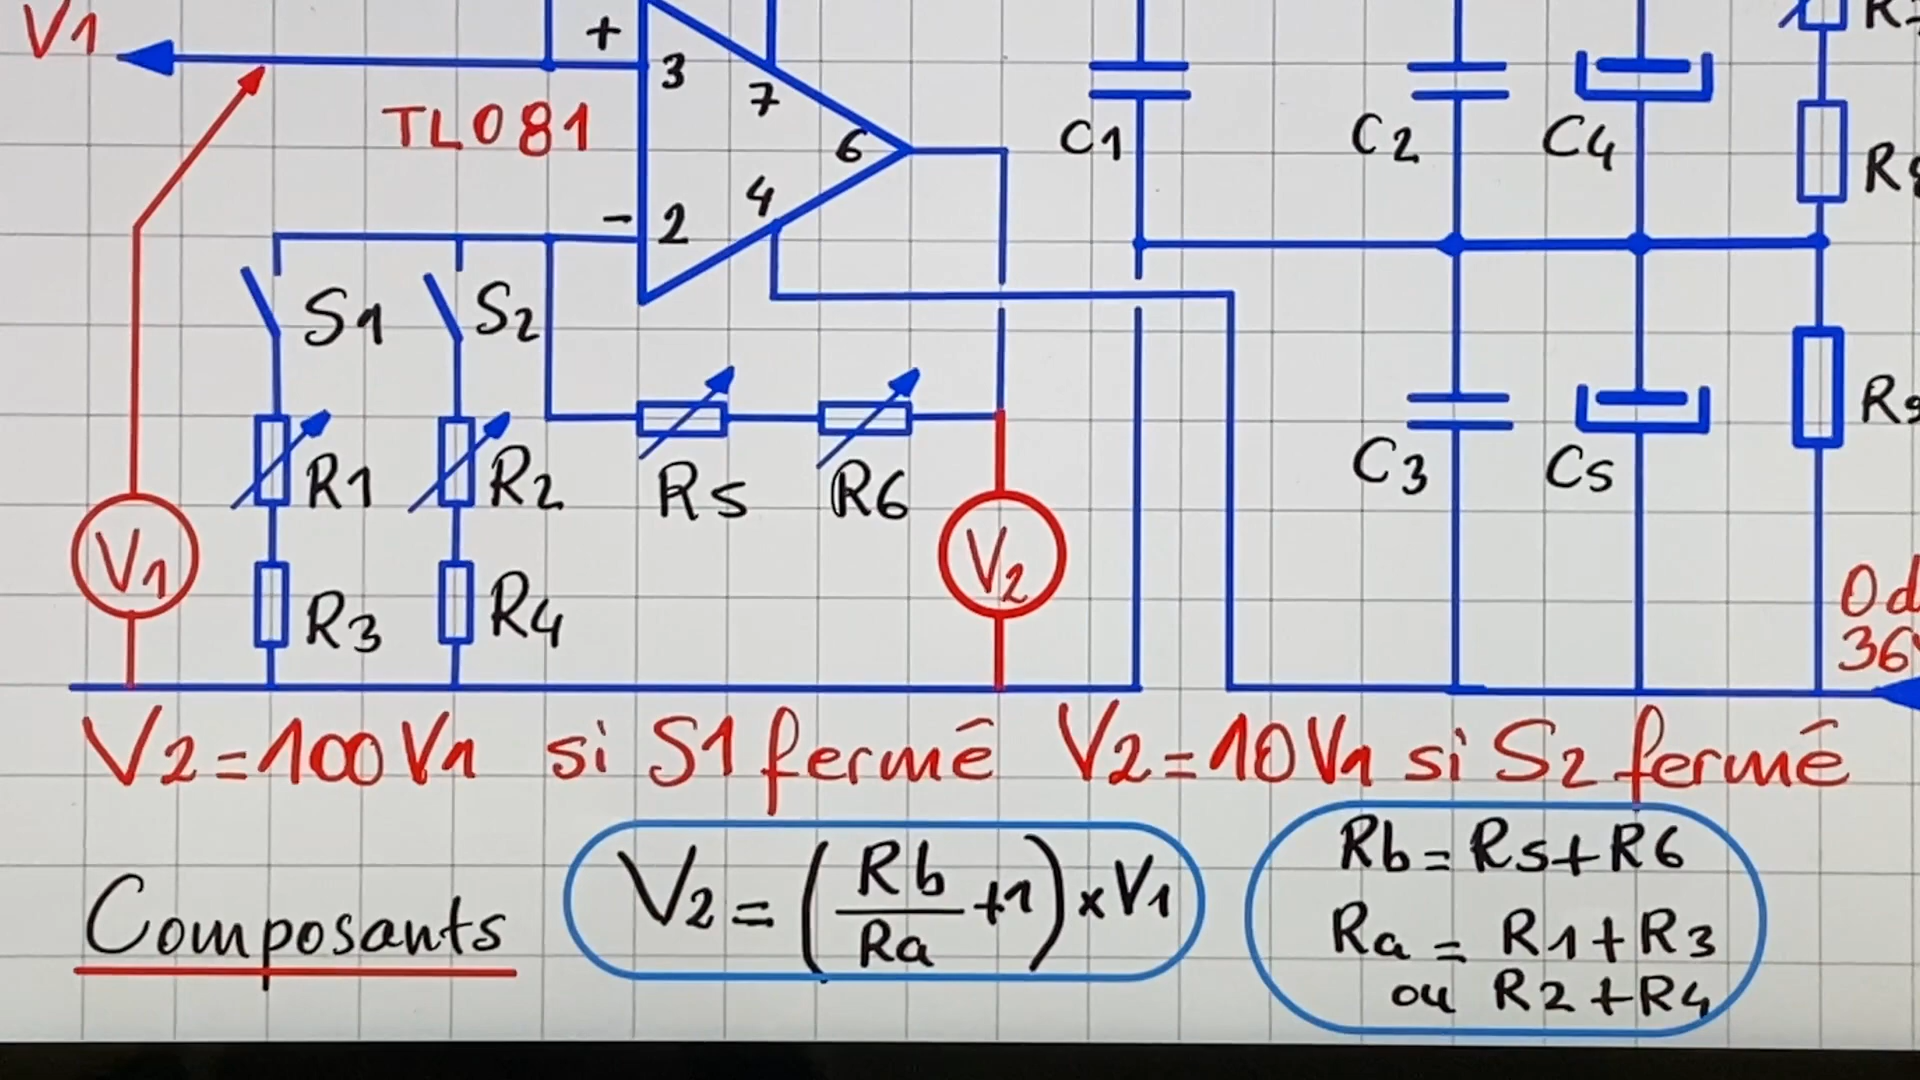 V1
+
3
7
TL081
6
C1
C2
C4
4
-
2
S1
S2
R1
R2
R5
R6
C3
C5
V1
V2
R3
R4
36
V2=100V1 si S1 fermé V2=10V1 si S2 fermé
Composants
V2=(Rb/Ra+1)×V1
Rb=R5+R6
Ra=R1+R3
ou R2+R4